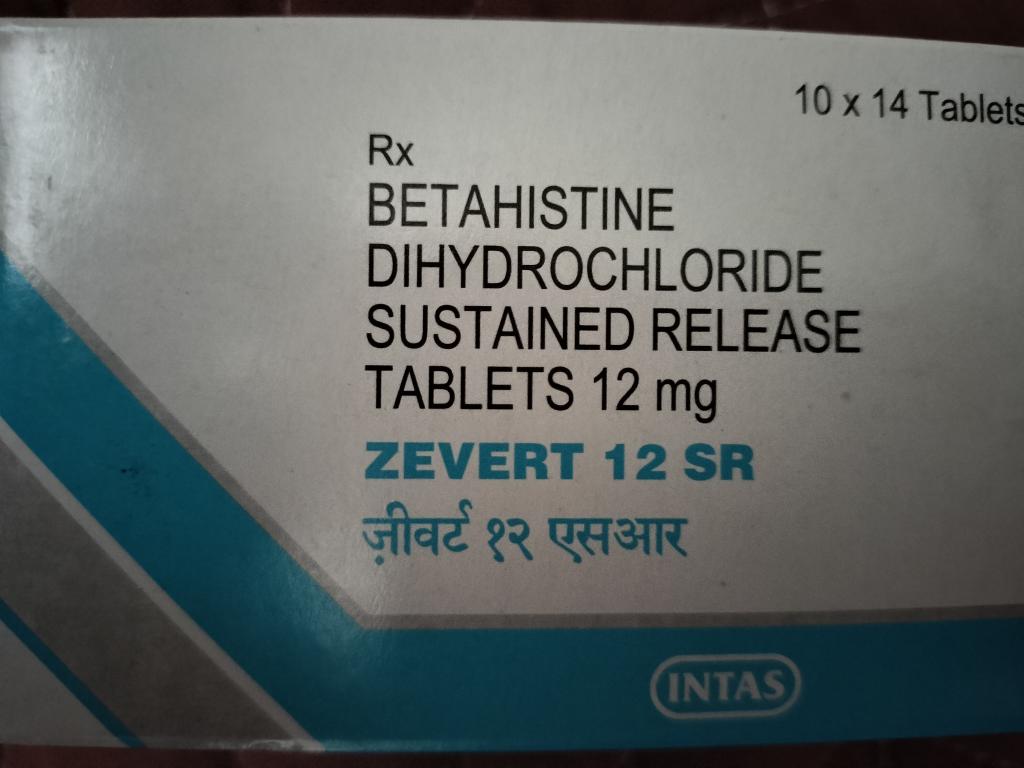 10 x 14 Tablets
Rx
BETAHISTINE
DIHYDROCHLORIDE
SUSTAINED RELEASE
TABLETS 12 mg
ZEVERT 12 SR
ज़ीवर्ट १२ एसआर
INTAS